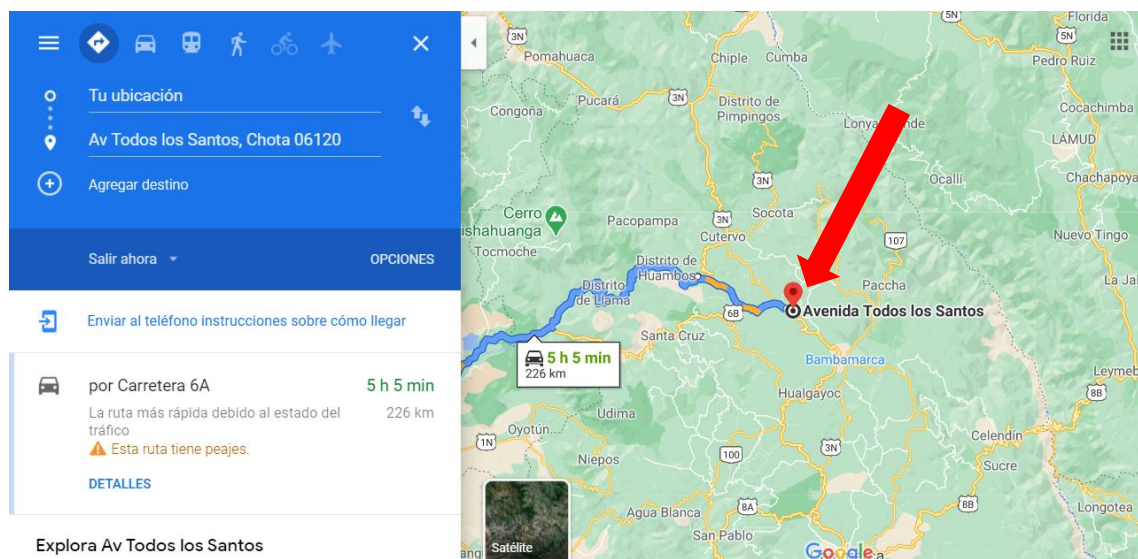 Tu ubicación
Av Todos los Santos, Chota 06120
Agregar destino
Salir ahora
OPCIONES
Enviar al teléfono instrucciones sobre cómo llegar
por Carretera 6A
5 h 5 min
La ruta más rápida debido al estado del
226 km
tráfico
Esta ruta tiene peajes.
DETALLES
Explora Av Todos los Santos
3N
Pomahuaca
Chiple
Cumba
5N
Florida
5N
Pedro Ruiz
Congoña
Pucará
3N
Distrito de
Pimpingos
Cocachimba
LÁMUD
3N
Ocallí
Chachapoya
Cerro
ishahuanga
Pacopampa
3N
Socota
Cutervo
107
Nuevo Tingo
Tocmoche
Distrito de
Huambos
Distrito
de Llama
Paccha
La Jal
6B
Avenida Todos los Santos
Santa Cruz
5 h 5 min
226 km
Bambamarca
Hualgayoc
Leymeb
8B
Udima
Oyotún
1N
Niepos
100
3N
Celendín
Sucre
8A
8B
Agua Blanca
Longotea
San Pablo
Satélite
Google